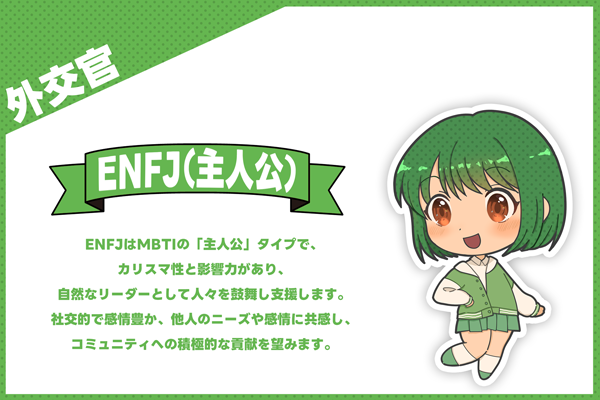 外交官
ENFJ(主人公)
ENFJはMBTIの「主人公」タイプで、
カリスマ性と影響力があり、
自然なリーダーとして人々を鼓舞し支援します。
社交的で感情豊か、他人のニーズや感情に共感し、
コミュニティへの積極的な貢献を望みます。